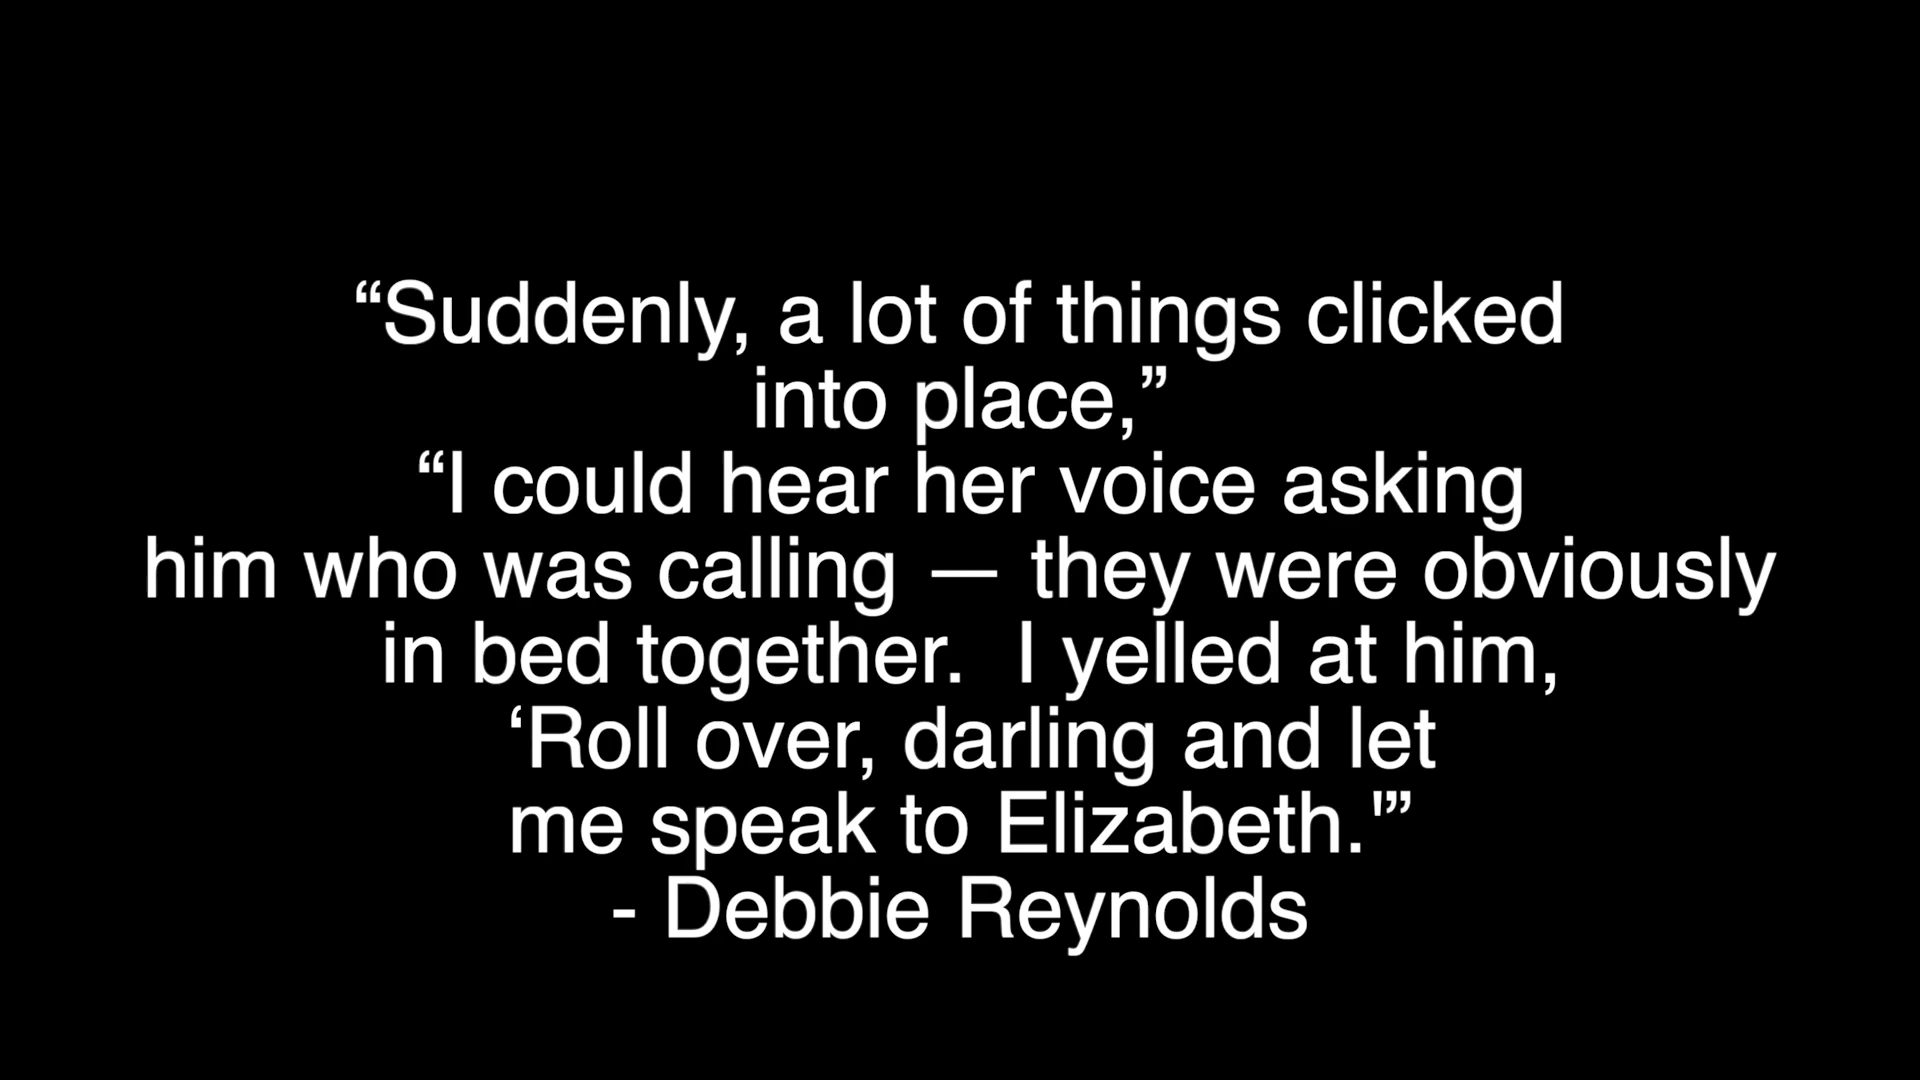 “Suddenly, a lot of things clicked
into place,”
“I could hear her voice asking
him who was calling — they were obviously
in bed together.  I yelled at him,
‘Roll over, darling and let
me speak to Elizabeth.'”
- Debbie Reynolds